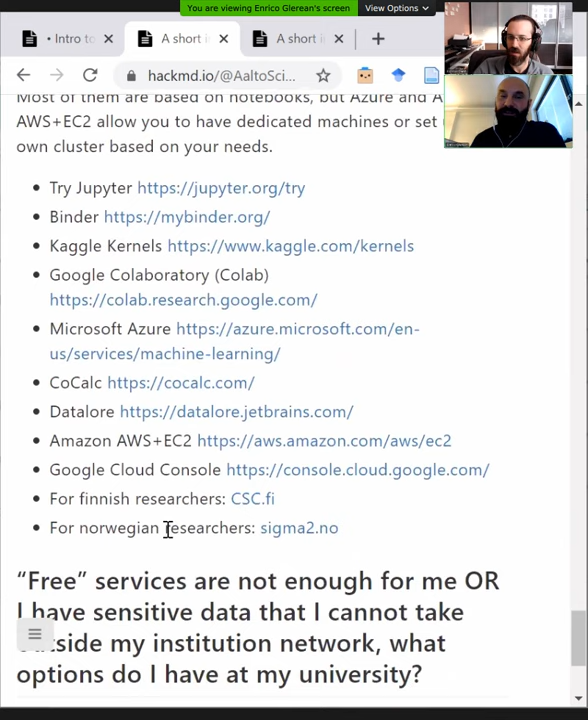 You are viewing Enrico Glerean's screen
View Options
• Intro to
A short i
A short i
hackmd.io/@AaltoSci...
Most of them are based on notebooks, but Azure and A
AWS+EC2 allow you to have dedicated machines or set
own cluster based on your needs.
• Try Jupyter https://jupyter.org/try
• Binder https://mybinder.org/
• Kaggle Kernels https://www.kaggle.com/kernels
• Google Colaboratory (Colab)
https://colab.research.google.com/
• Microsoft Azure https://azure.microsoft.com/en-
us/services/machine-learning/
• CoCalc https://cocalc.com/
• Datalore https://datalore.jetbrains.com/
• Amazon AWS+EC2 https://aws.amazon.com/aws/ec2
• Google Cloud Console https://console.cloud.google.com/
• For finnish researchers: CSC.fi
• For norwegian researchers: sigma2.no
“Free” services are not enough for me OR
I have sensitive data that I cannot take
outside my institution network, what
options do I have at my university?